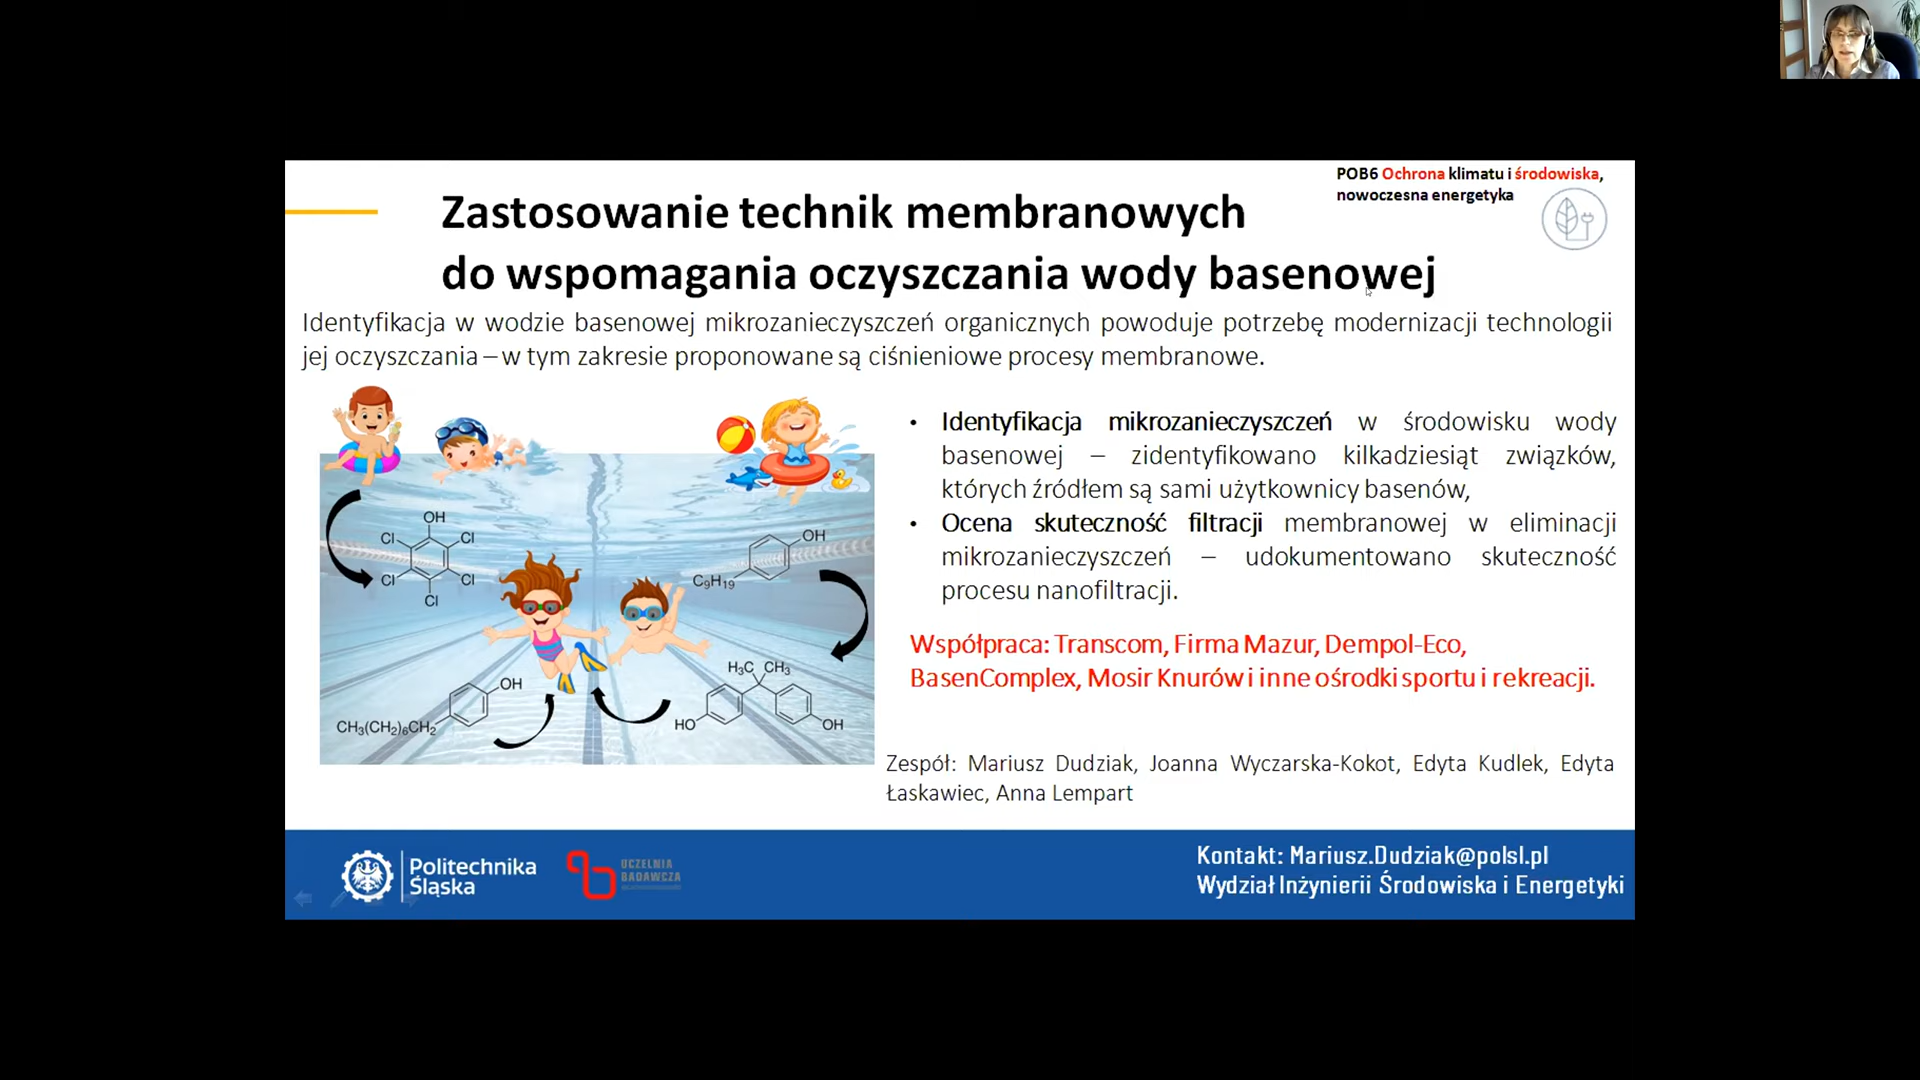 POB6 Ochrona klimatu i środowiska,
nowoczesna energetyka
Zastosowanie technik membranowych
do wspomagania oczyszczania wody basenowej
Identyfikacja w wodzie basenowej mikrozanieczyszczeń organicznych powoduje potrzebę modernizacji technologii
jej oczyszczania – w tym zakresie proponowane są ciśnieniowe procesy membranowe.
OH
Cl
Cl
Cl
Cl
Cl
OH
C9H19
OH
CH3(CH2)6CH2
H3C CH3
HO
OH
• Identyfikacja mikrozanieczyszczeń w środowisku wody
basenowej – zidentyfikowano kilkadziesiąt związków,
których źródłem są sami użytkownicy basenów,
• Ocena skuteczność filtracji membranowej w eliminacji
mikrozanieczyszczeń – udokumentowano skuteczność
procesu nanofiltracji.
Współpraca: Transcom, Firma Mazur, Dempol-Eco,
BasenComplex, Mosir Knurów i inne ośrodki sportu i rekreacji.
Zespół: Mariusz Dudziak, Joanna Wyczarska-Kokot, Edyta Kudlek, Edyta
Łaskawiec, Anna Lempart
Politechnika
Śląska
UCZELNIA
BADAWCZA
Kontakt: Mariusz.Dudziak@polsl.pl
Wydział Inżynierii Środowiska i Energetyki